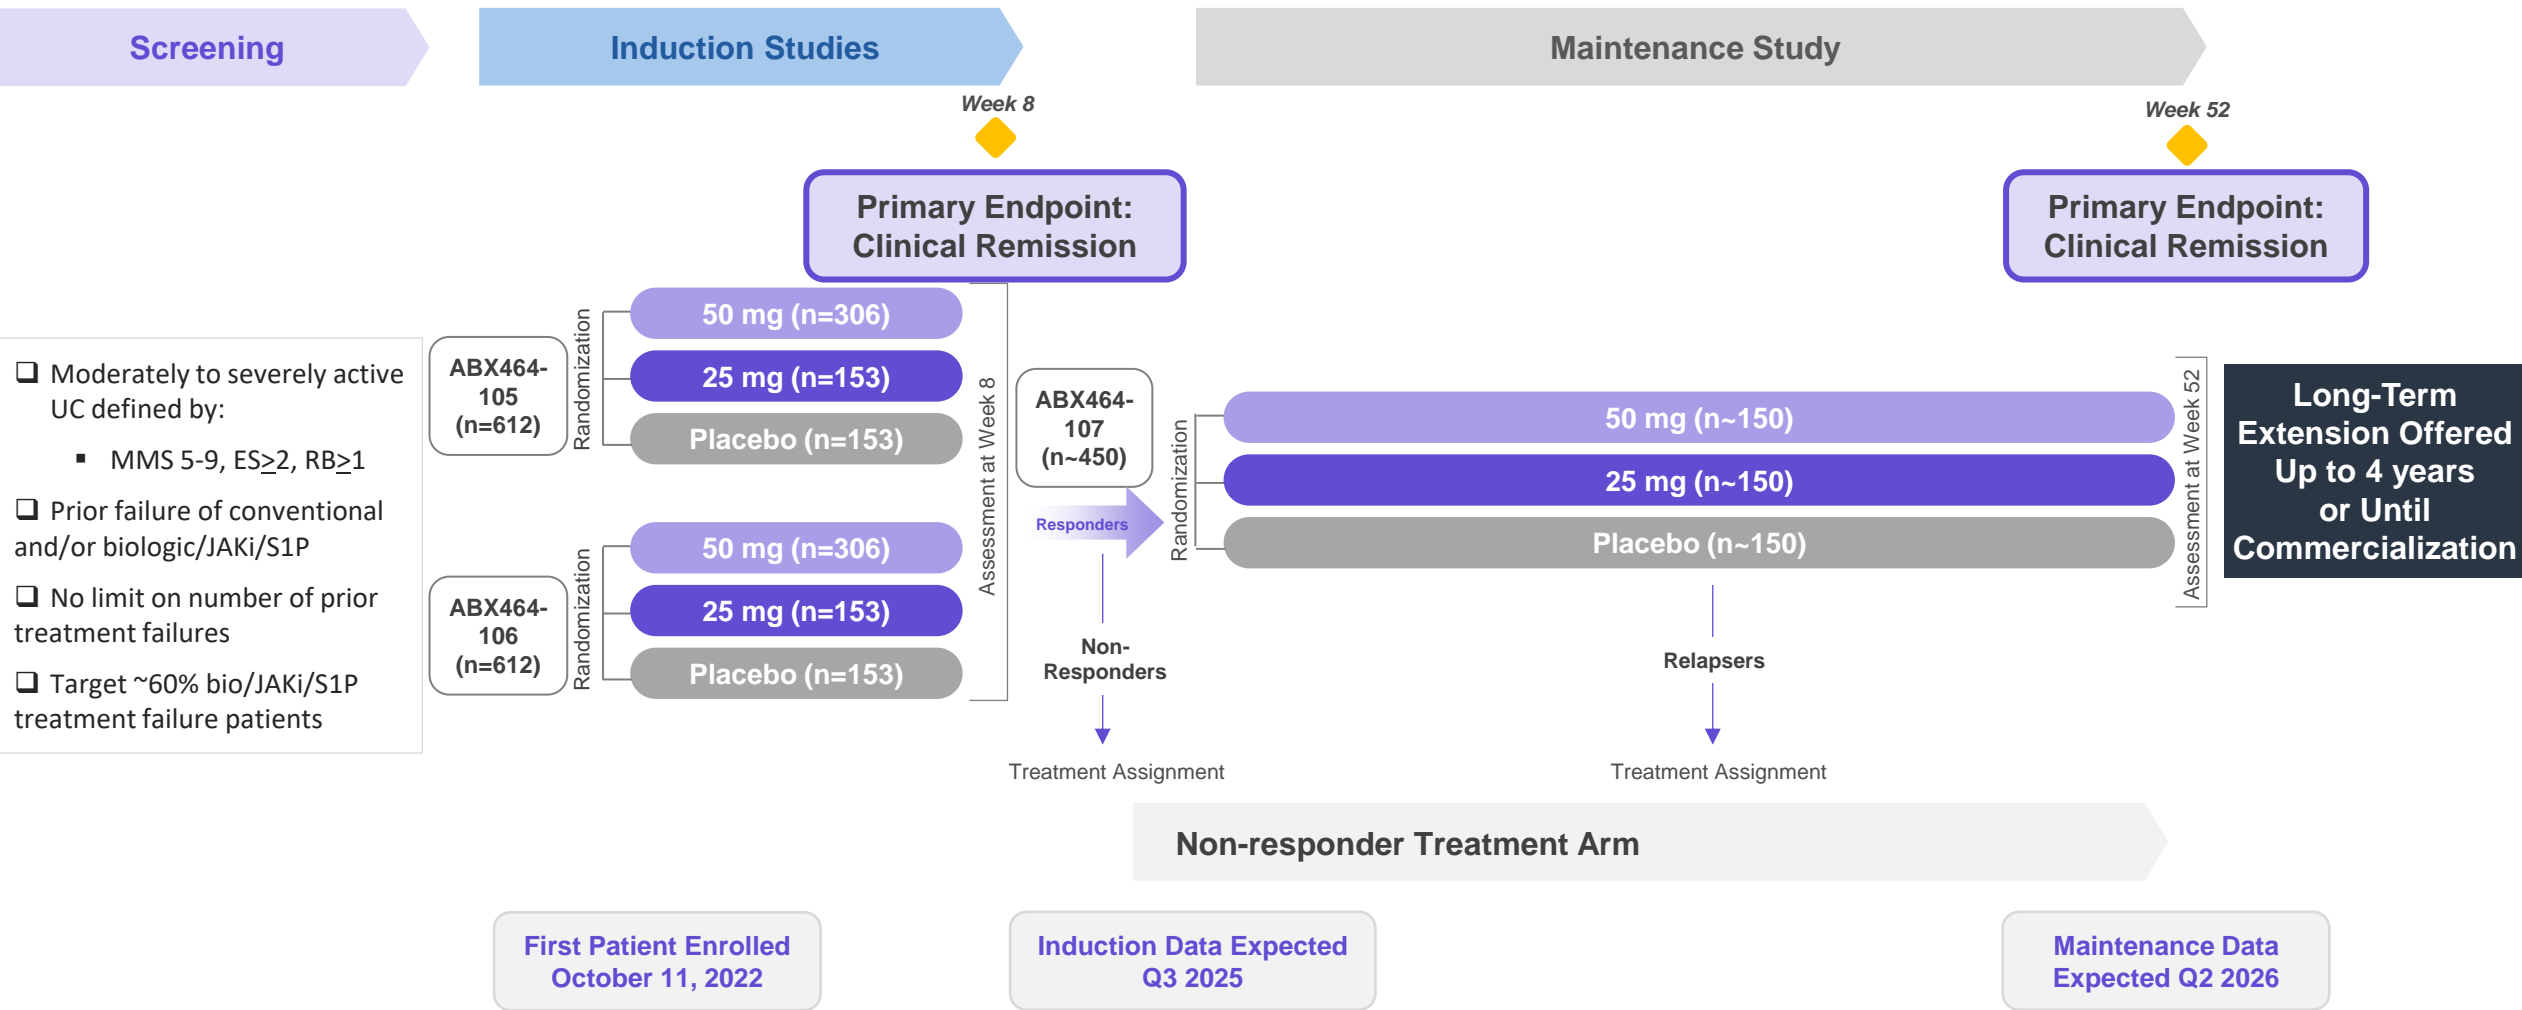 Screening
Induction Studies
Maintenance Study
Week 8
Week 52
Primary Endpoint:
Clinical Remission
Primary Endpoint:
Clinical Remission
❑ Moderately to severely active
UC defined by:
▪ MMS 5-9, ES≥2, RB≥1
❑ Prior failure of conventional
and/or biologic/JAKi/S1P
❑ No limit on number of prior
treatment failures
❑ Target ~60% bio/JAKi/S1P
treatment failure patients
ABX464-
105
(n=612)
Randomization
50 mg (n=306)
25 mg (n=153)
Placebo (n=153)
ABX464-
106
(n=612)
Randomization
50 mg (n=306)
25 mg (n=153)
Placebo (n=153)
Assessment at Week 8
ABX464-
107
(n~450)
Responders
Randomization
50 mg (n~150)
25 mg (n~150)
Placebo (n~150)
Assessment at Week 52
Long-Term
Extension Offered
Up to 4 years
or Until
Commercialization
Non-
Responders
Relapsers
Treatment Assignment
Treatment Assignment
Non-responder Treatment Arm
First Patient Enrolled
October 11, 2022
Induction Data Expected
Q3 2025
Maintenance Data
Expected Q2 2026